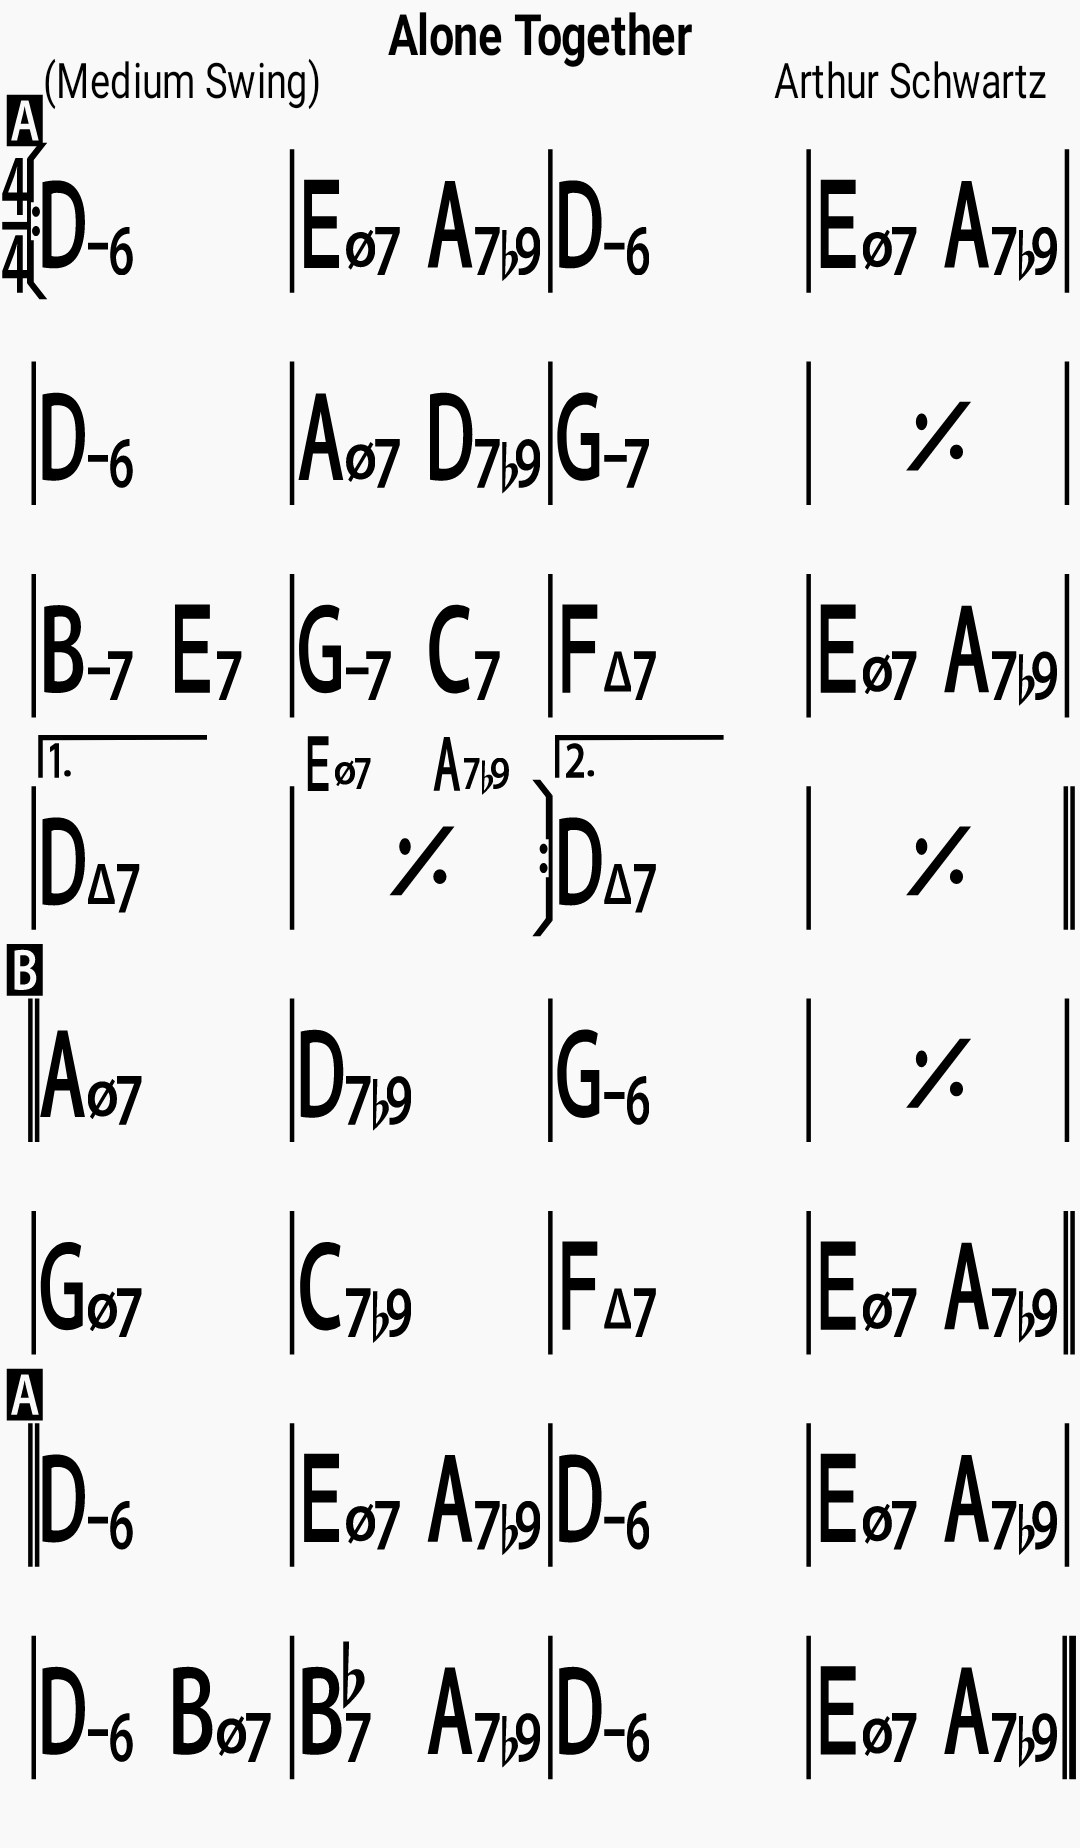 Alone Together
(Medium Swing) Arthur Schwartz
A
4/4 D–6 Eø7 A7♭9 D–6 Eø7 A7♭9
D–6 Aø7 D7♭9 G–7 𝄎
B–7 E7 G–7 C7 FΔ7 Eø7 A7♭9
1. Eø7 A7♭9 2.
DΔ7 𝄎 DΔ7 𝄎
B
Aø7 D7♭9 G–6 𝄎
Gø7 C7♭9 FΔ7 Eø7 A7♭9
A
D–6 Eø7 A7♭9 D–6 Eø7 A7♭9
D–6 Bø7 B♭7 A7♭9 D–6 Eø7 A7♭9